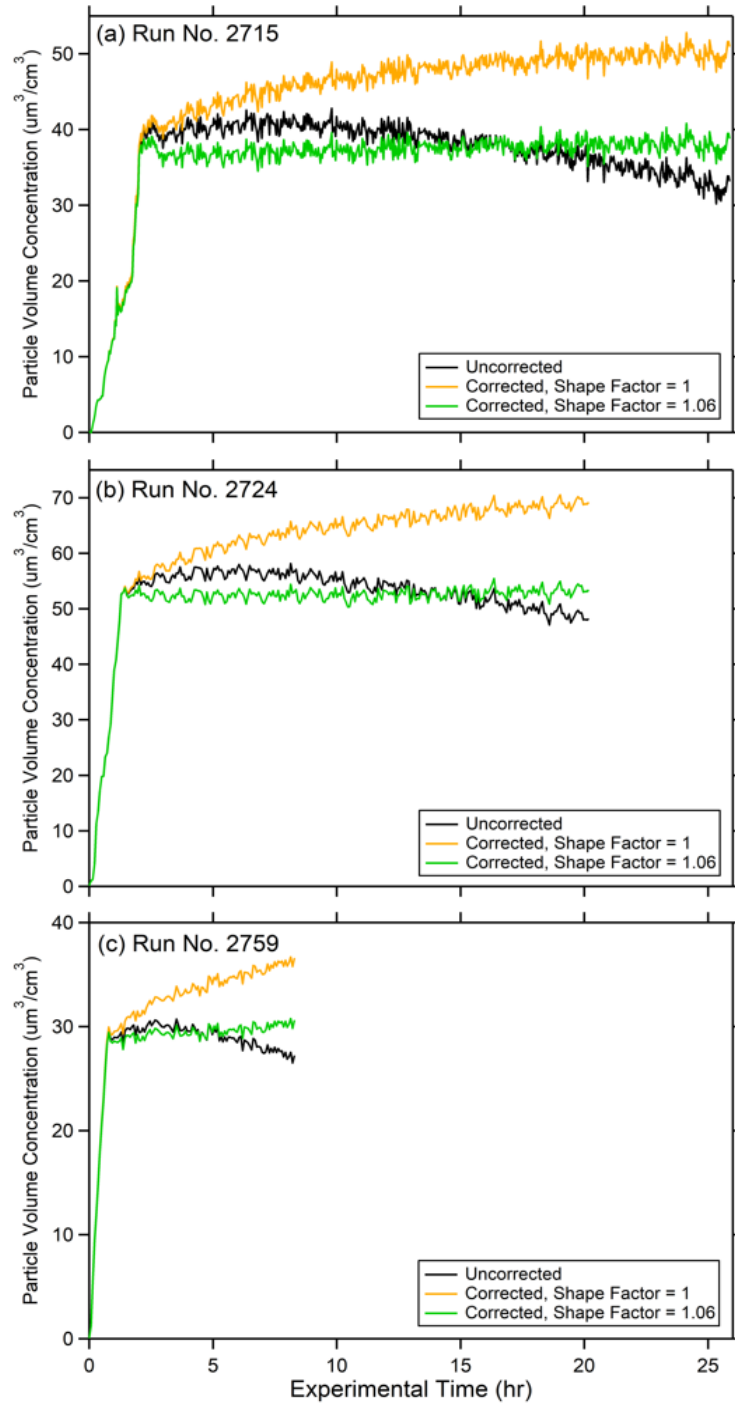 (a) Run No. 2715
Particle Volume Concentration (um³/cm³)
50
40
30
20
10
0
Uncorrected
Corrected, Shape Factor = 1
Corrected, Shape Factor = 1.06
(b) Run No. 2724
Particle Volume Concentration (um³/cm³)
70
60
50
40
30
20
10
0
Uncorrected
Corrected, Shape Factor = 1
Corrected, Shape Factor = 1.06
(c) Run No. 2759
Particle Volume Concentration (um³/cm³)
40
30
20
10
0
Uncorrected
Corrected, Shape Factor = 1
Corrected, Shape Factor = 1.06
0 5 10 15 20 25
Experimental Time (hr)